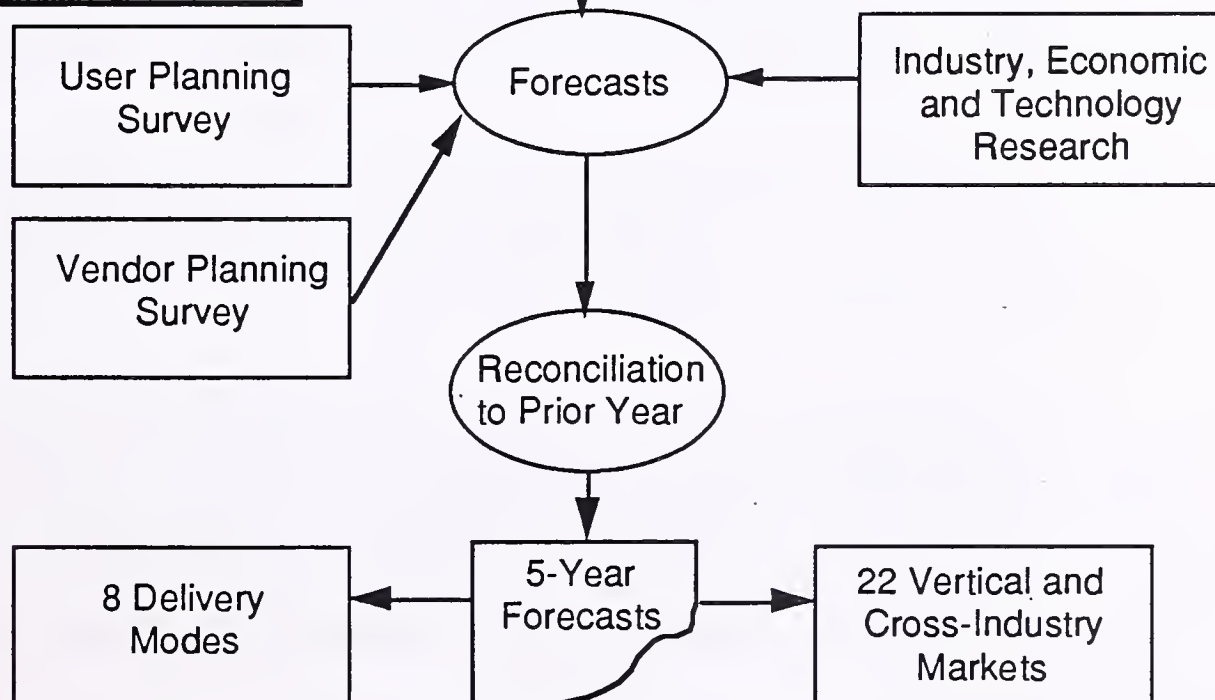 User Planning
Survey
Forecasts
Industry, Economic
and Technology
Research
Vendor Planning
Survey
Reconciliation
to Prior Year
8 Delivery
Modes
5-Year
Forecasts
22 Vertical and
Cross-Industry
Markets